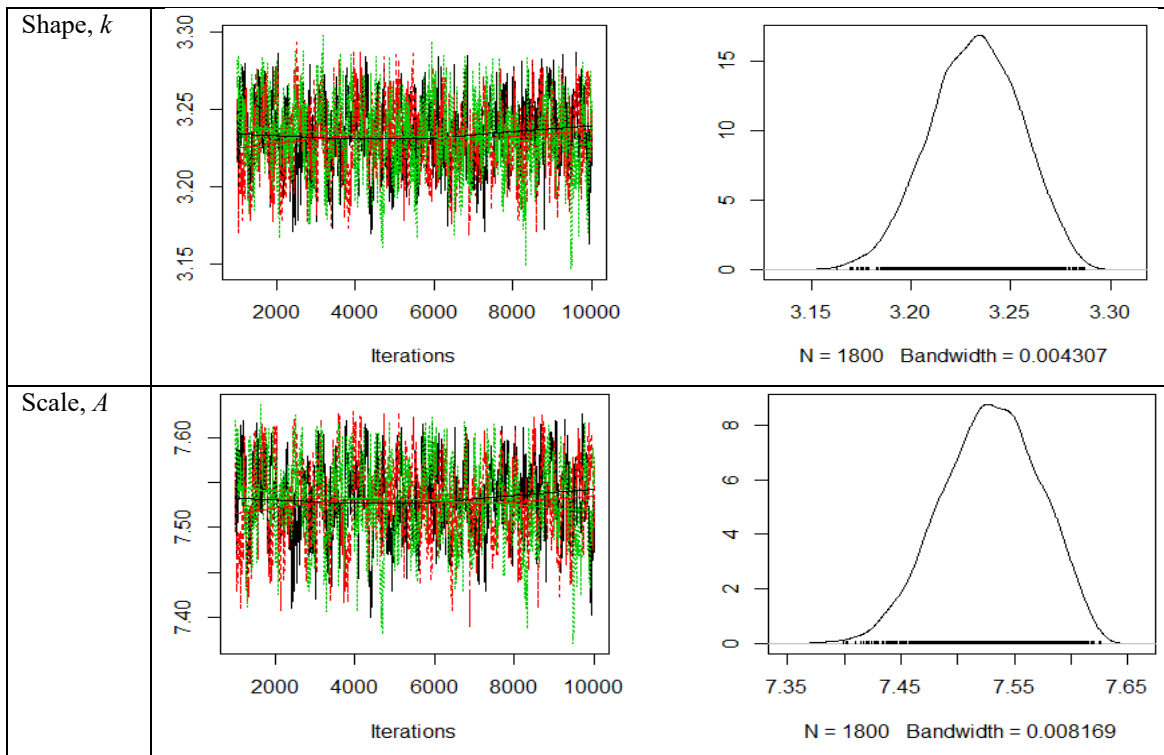 Shape, k
3.30
3.25
3.20
3.15
2000 4000 6000 8000 10000
Iterations
15
10
5
0
3.15 3.20 3.25 3.30
N = 1800 Bandwidth = 0.004307
Scale, A
7.60
7.50
7.40
2000 4000 6000 8000 10000
Iterations
8
6
4
2
0
7.35 7.45 7.55 7.65
N = 1800 Bandwidth = 0.008169